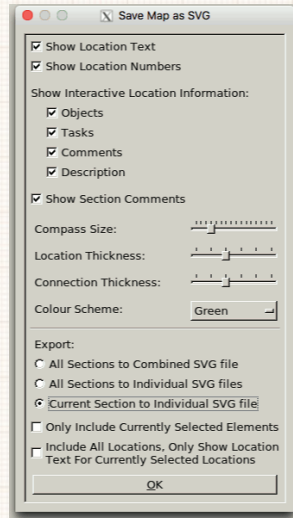 Save Map as SVG
Show Location Text
Show Location Numbers
Show Interactive Location Information:
Objects
Tasks
Comments
Description
Show Section Comments
Compass Size:
Location Thickness:
Connection Thickness:
Colour Scheme: Green
Export:
All Sections to Combined SVG file
All Sections to Individual SVG files
Current Section to Individual SVG file
Only Include Currently Selected Elements
Include All Locations, Only Show Location
Text For Currently Selected Locations
OK